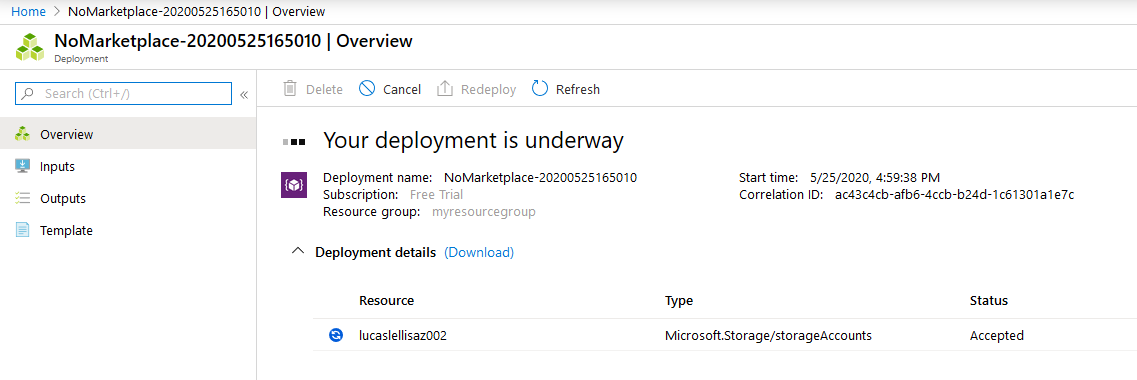 Home > NoMarketplace-20200525165010 | Overview
NoMarketplace-20200525165010 | Overview
Deployment
Search (Ctrl+/)
«
Delete Cancel Redeploy Refresh
Overview
Inputs
Outputs
Template
Your deployment is underway
Deployment name: NoMarketplace-20200525165010
Subscription: Free Trial
Resource group: myresourcegroup
Start time: 5/25/2020, 4:59:38 PM
Correlation ID: ac43c4cb-afb6-4ccb-b24d-1c61301a1e7c
Deployment details (Download)
Resource Type Status
lucaslellisaz002 Microsoft.Storage/storageAccounts Accepted